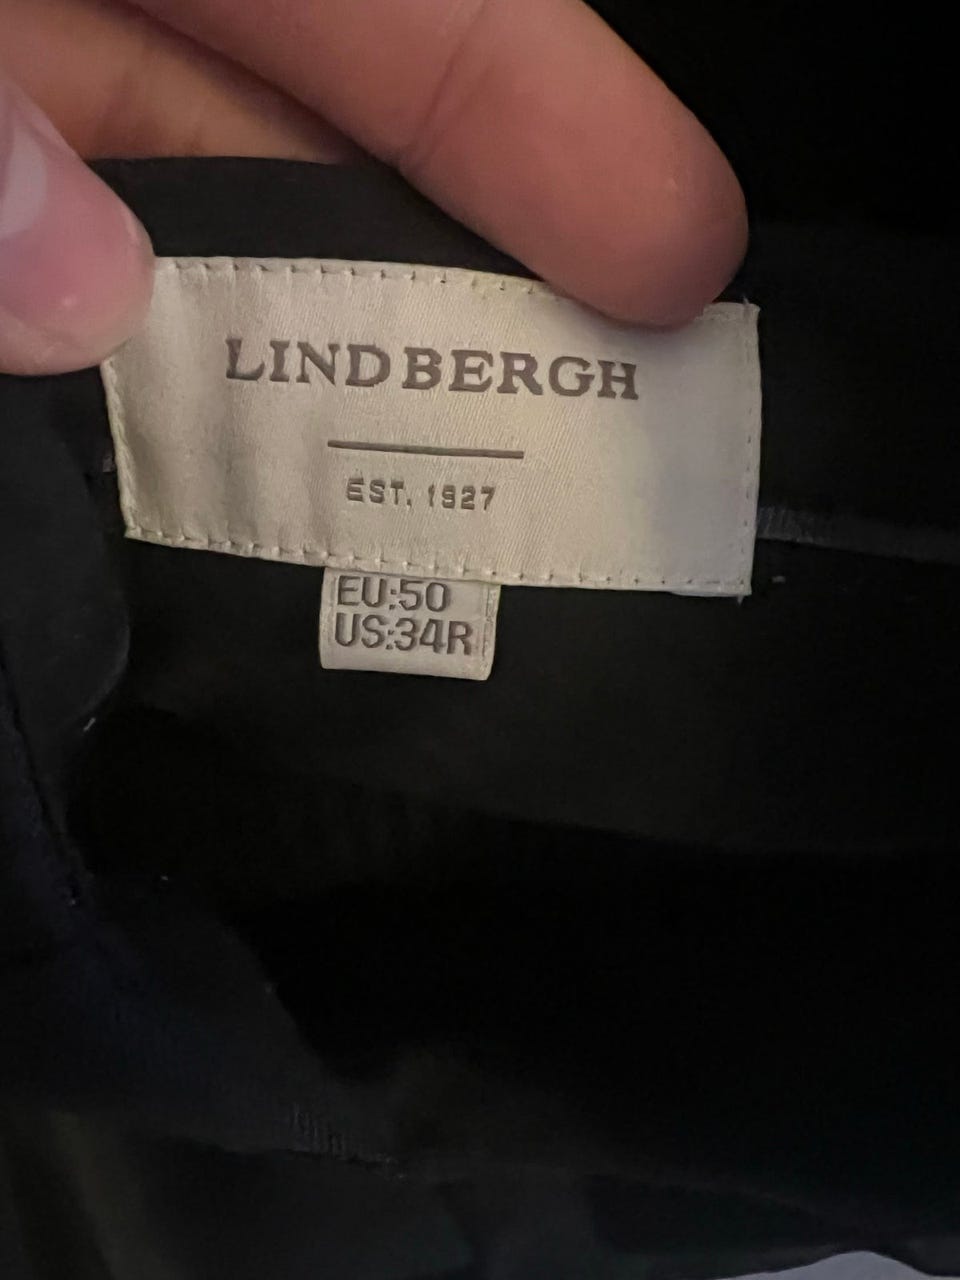 LINDBERGH
EST. 1927
EU:50
US:34R